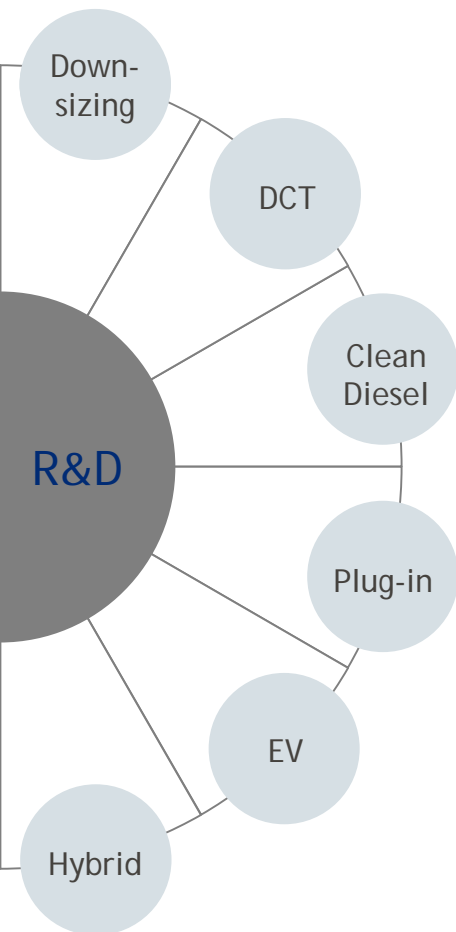 Down-
sizing
DCT
Clean
Diesel
R&D
Plug-in
EV
Hybrid